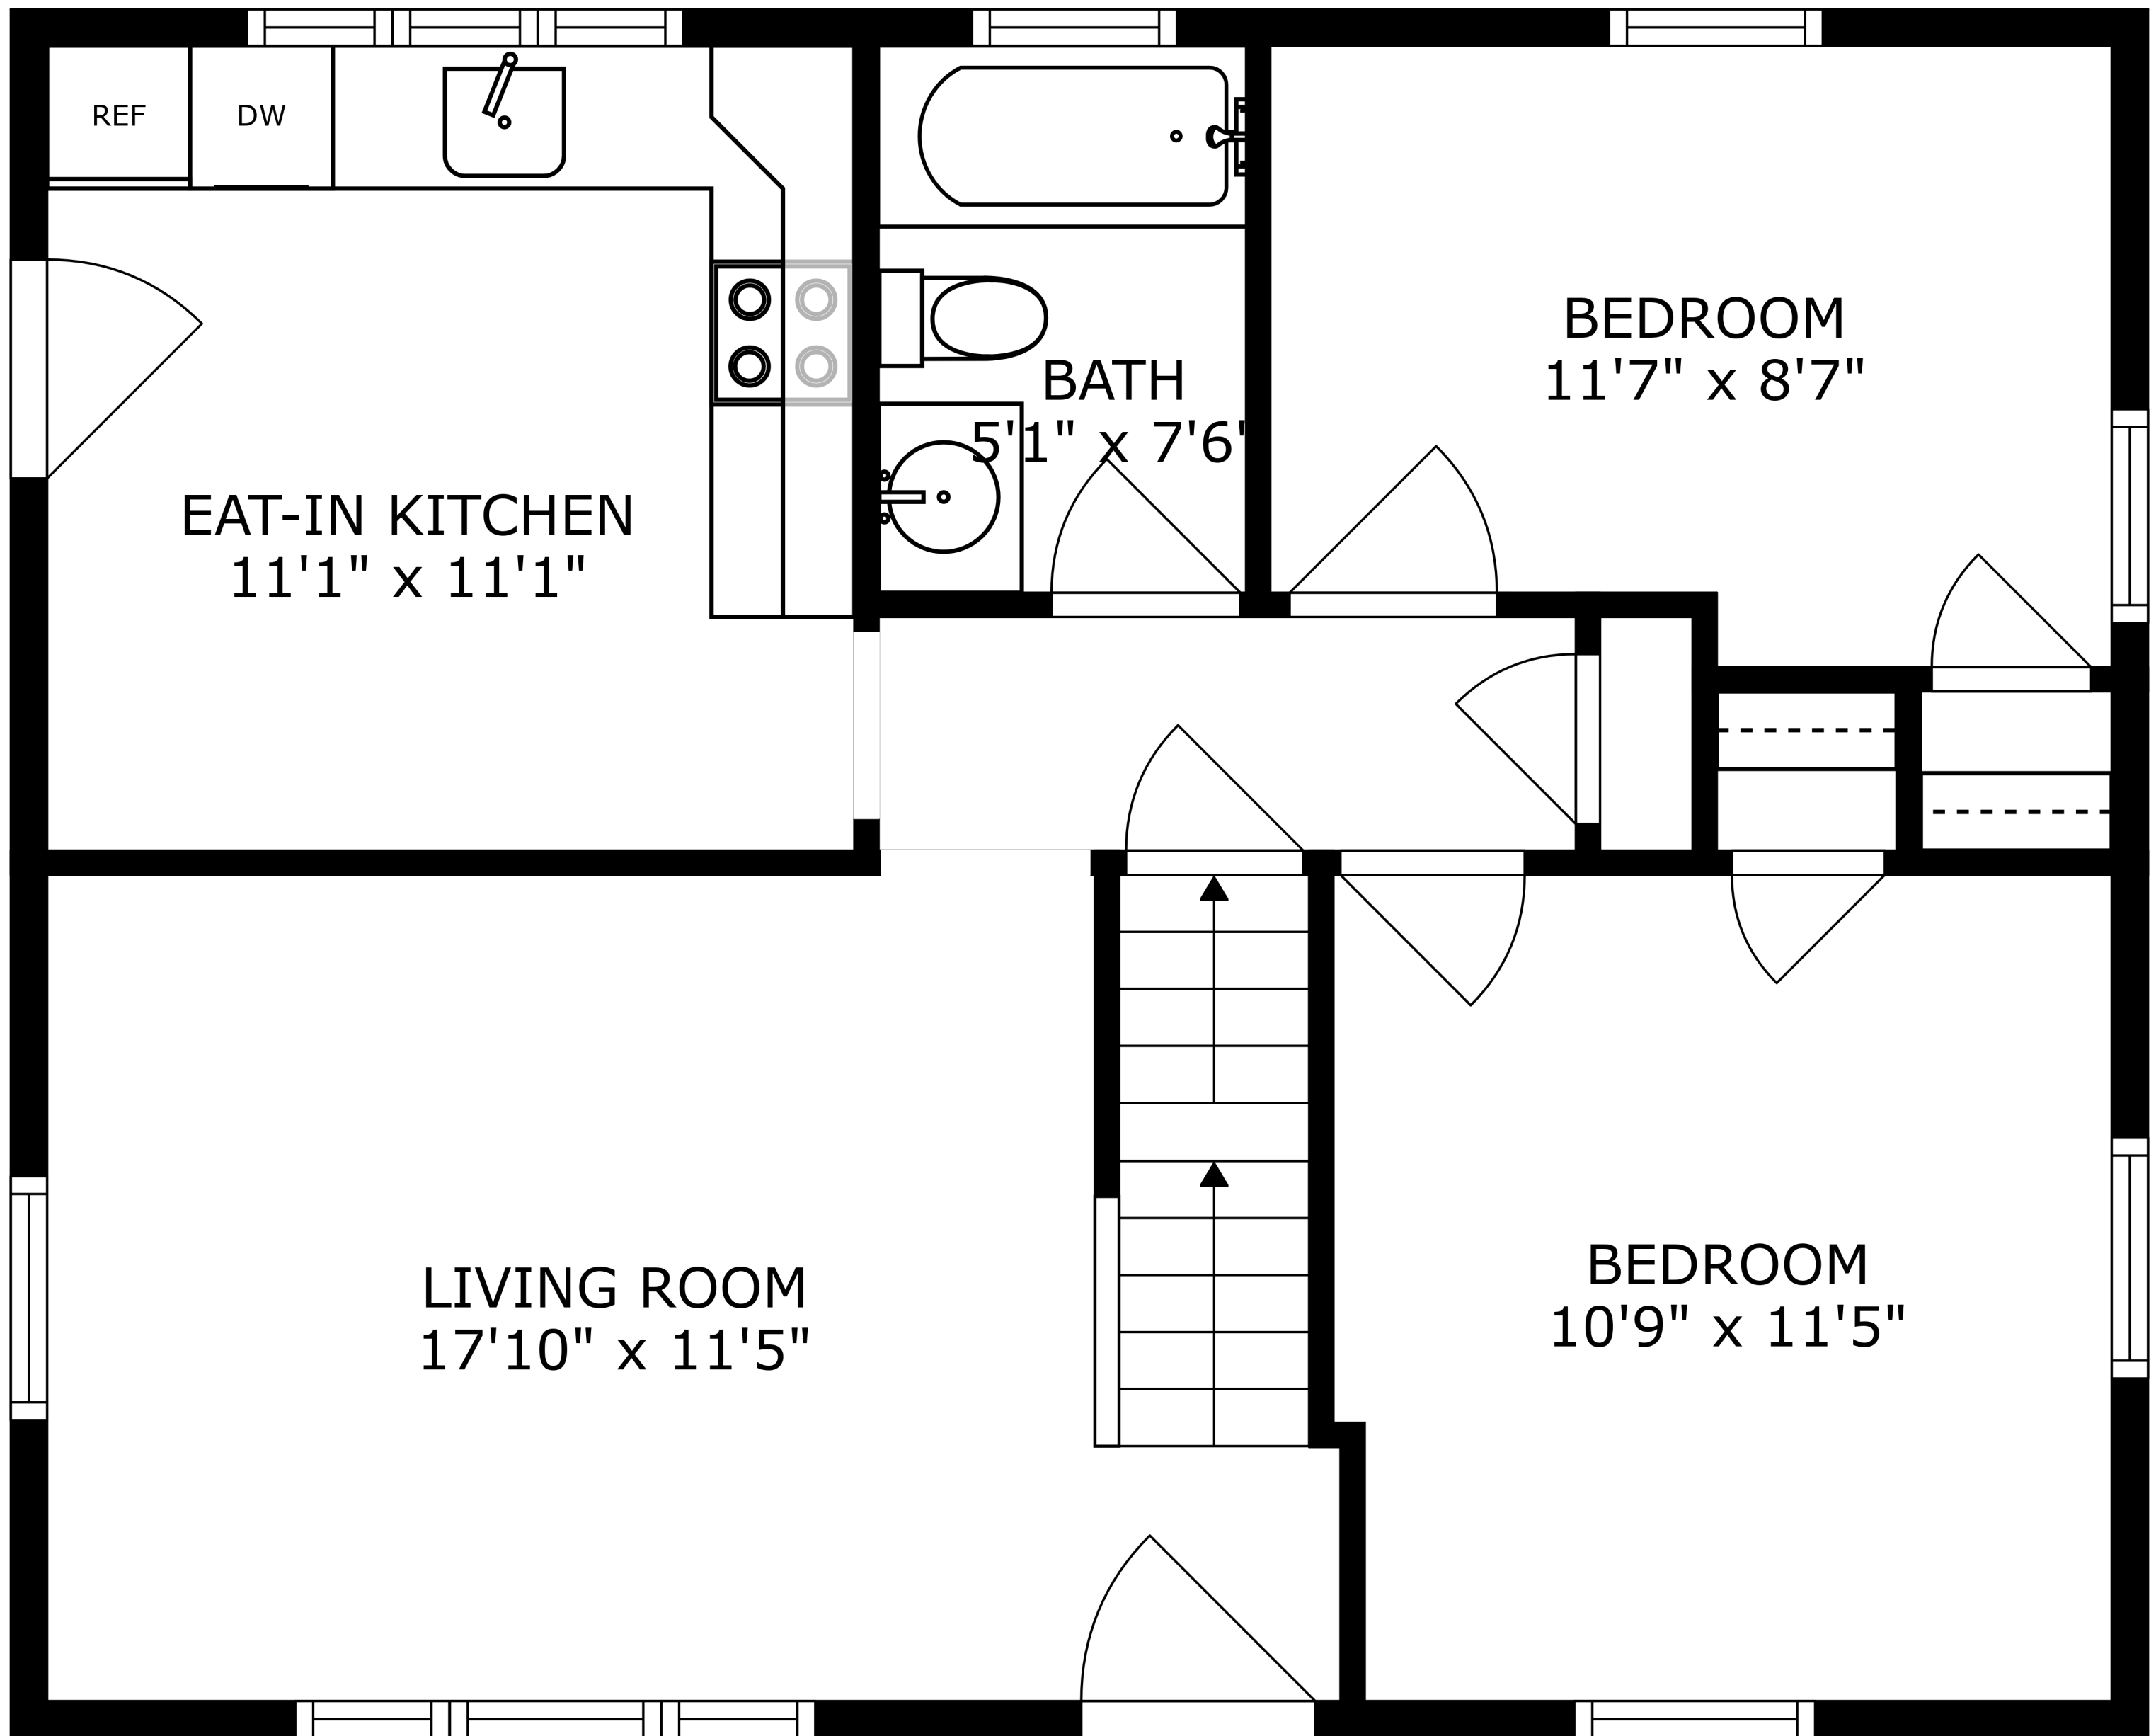 REF
DW
BEDROOM
11'7" x 8'7"
BATH
5'1" x 7'6'
EAT-IN KITCHEN
11'1" x 11'1"
LIVING ROOM
17'10" x 11'5"
BEDROOM
10'9" x 11'5"